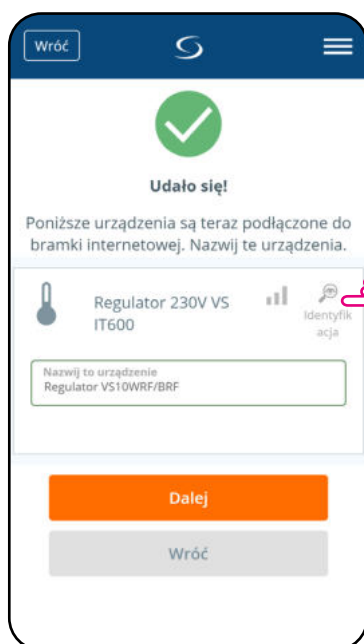 Wróć
Udało się!
Poniższe urządzenia są teraz podłączone do
bramki internetowej. Nazwij te urządzenia.
Regulator 230V VS
IT600
Identyfik
acja
Nazwij to urządzenie
Regulator VS10WRF/BRF
Dalej
Wróć